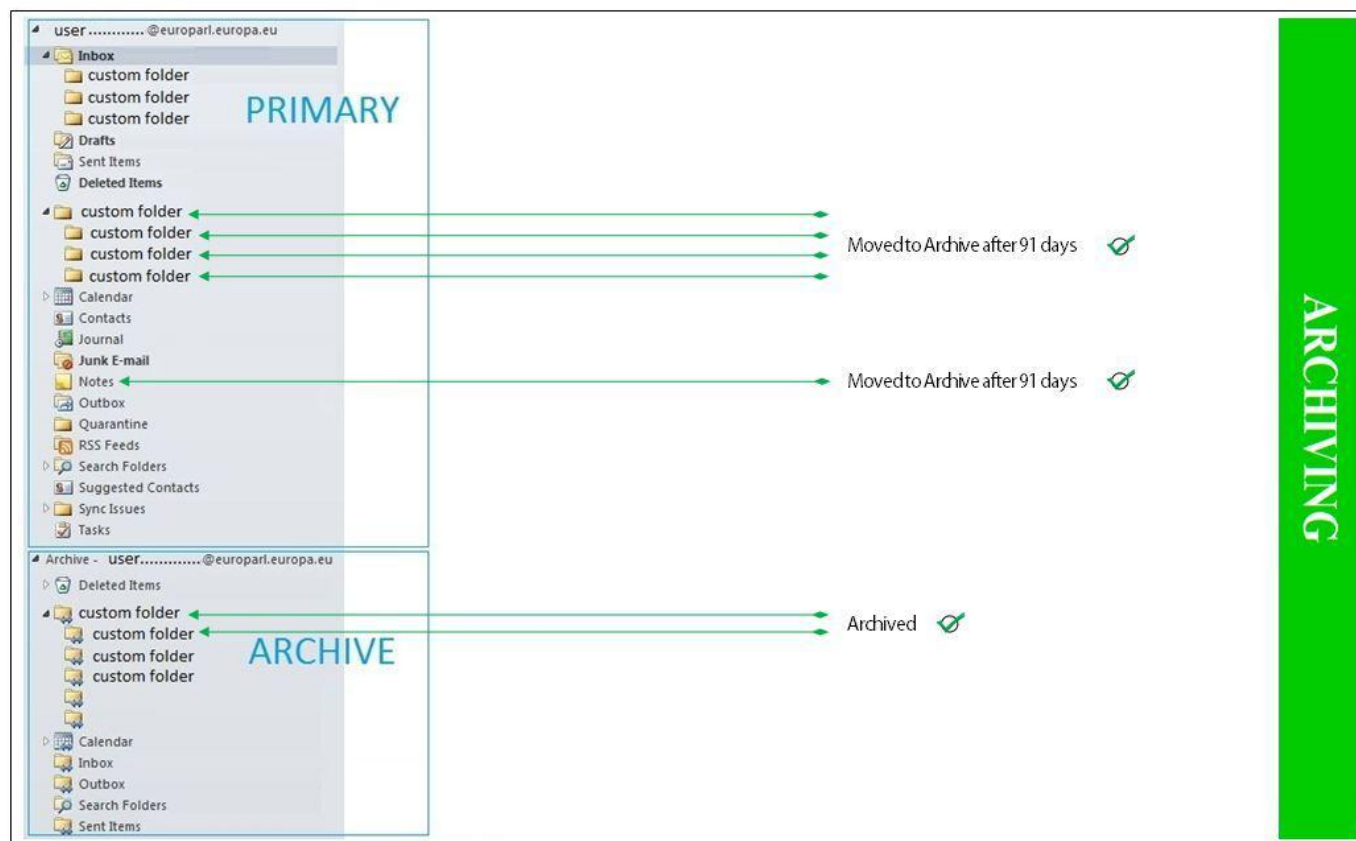 user ............ @europarl.europa.eu
Inbox
custom folder
custom folder
custom folder
PRIMARY
Drafts
Sent Items
Deleted Items
custom folder
custom folder
custom folder
custom folder
Moved to Archive after 91 days
Calendar
Contacts
Journal
Junk E-mail
Notes
Moved to Archive after 91 days
Outbox
Quarantine
RSS Feeds
Search Folders
Suggested Contacts
Sync Issues
Tasks
Archive - user.............@europarl.europa.eu
Deleted Items
custom folder
custom folder
Archived
custom folder
custom folder
ARCHIVE
Calendar
Inbox
Outbox
Search Folders
Sent Items
ARCHIVING